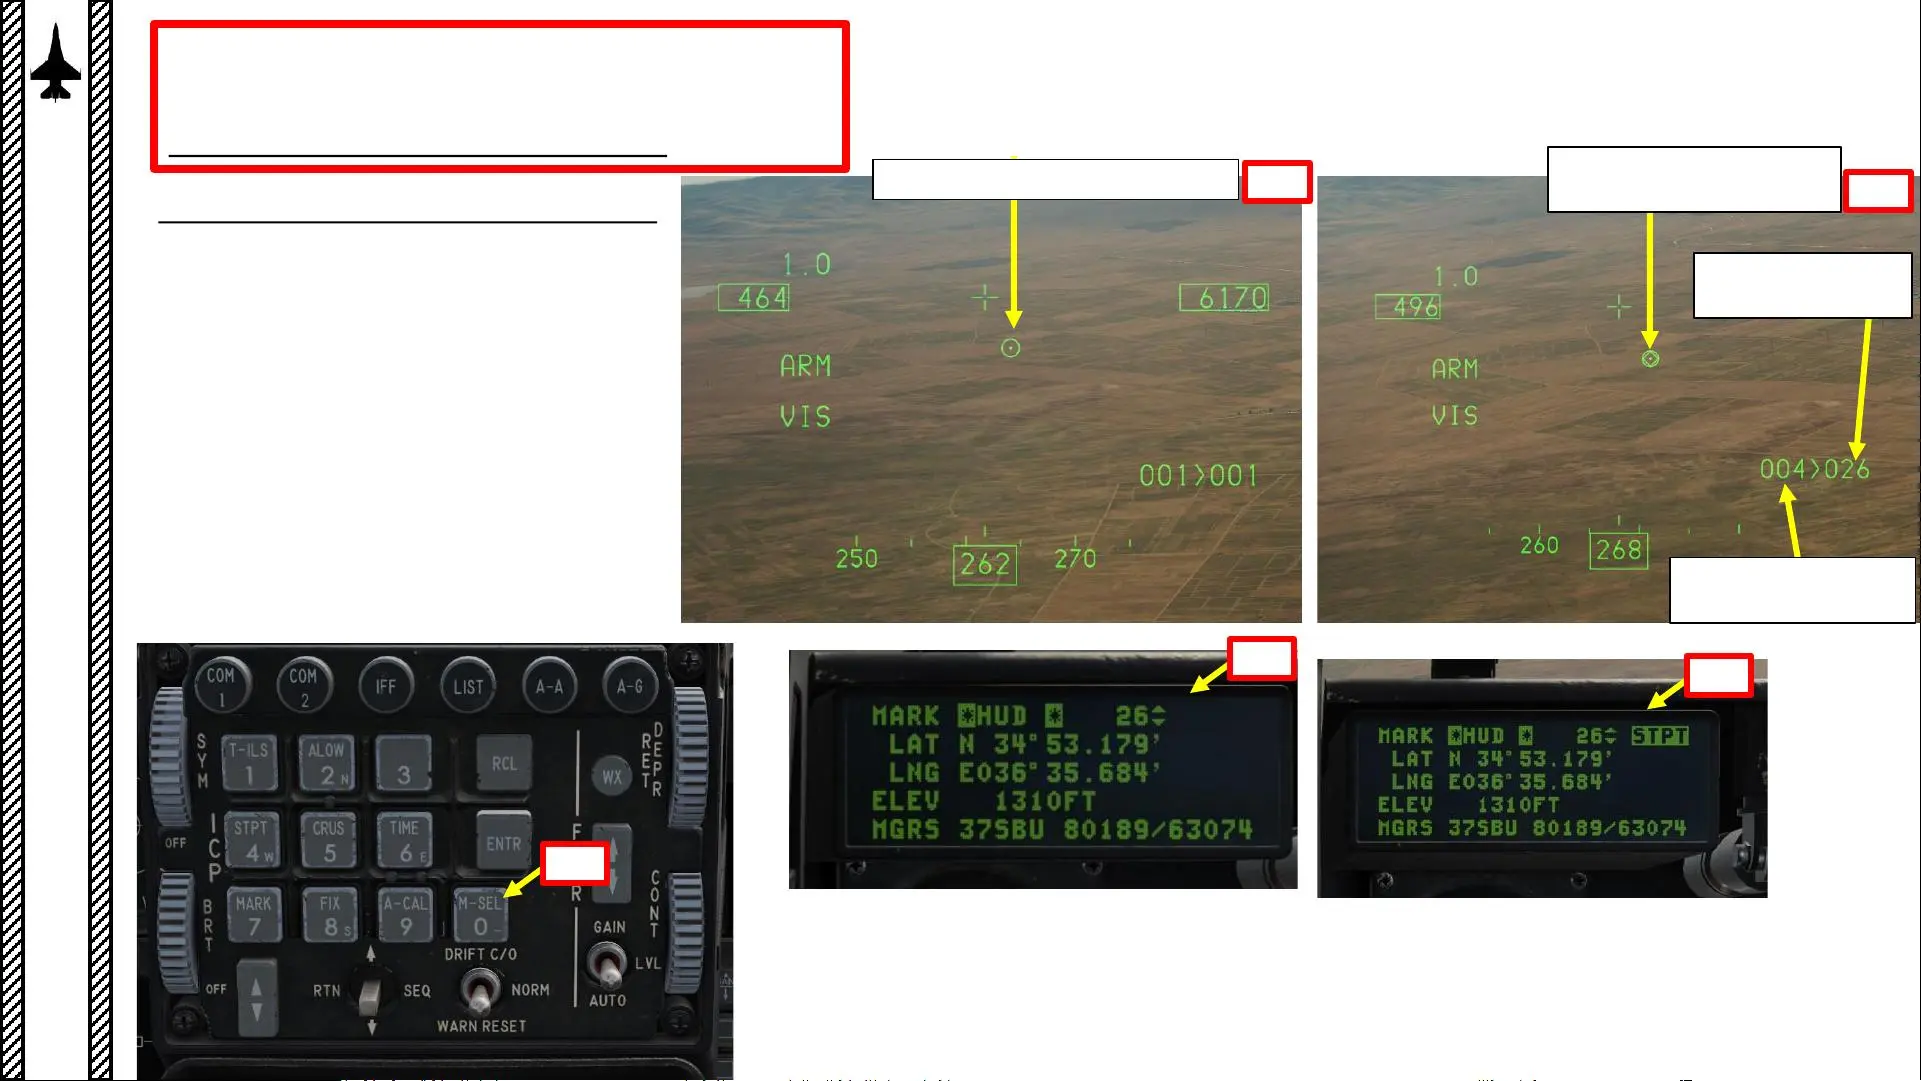 1.0
464
6170
ARM
VIS
001>001
250
262
270
1.0
496
ARM
VIS
004>026
260
268
COM 1
COM 2
IFF
LIST
A-A
A-G
SYM
T-ILS 1
ALOW 2 N
3
RCL
WX
RET
DEPR
OFF
ICP
STPT 4 W
CRUS 5
TIME 6 E
ENTR
BRT
MARK 7
FIX 8 S
A-CAL 9
M-SEL 0 -
CONT
GAIN
DRIFT C/O
LVL
OFF
RTN
SEQ
NORM
AUTO
WARN RESET
MARK *HUD * 26
LAT N 34°53.179'
LNG E036°35.684'
ELEV 1310FT
MGRS 37SBU 80189/63074
MARK *HUD * 26 STPT
LAT N 34°53.179'
LNG E036°35.684'
ELEV 1310FT
MGRS 37SBU 80189/63074